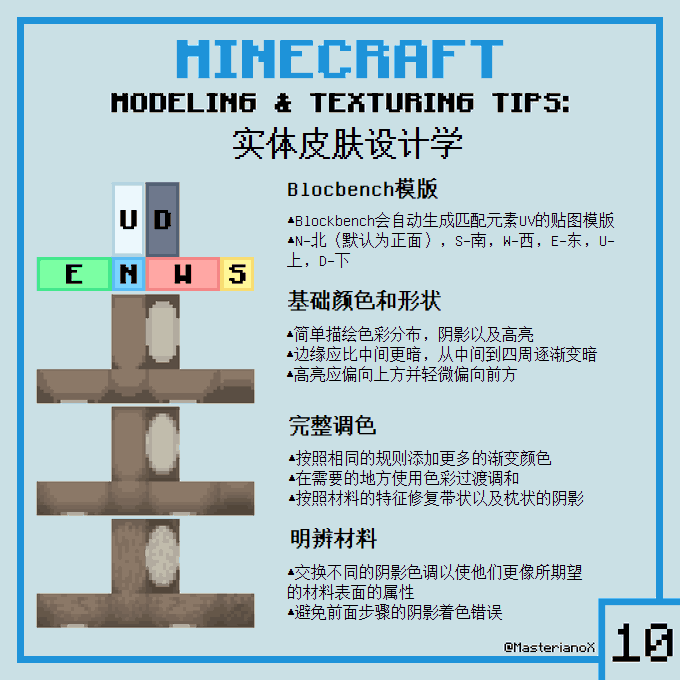 MINECRAFT
MODELING & TEXTURING TIPS:
实体皮肤设计学
Blocbench模版
▲Blockbench会自动生成匹配元素UV的贴图模版
▲N-北（默认为正面），S-南，W-西，E-东，U-
上，D-下
U D
E N W S
基础颜色和形状
▲简单描绘色彩分布，阴影以及高亮
▲边缘应比中间更暗，从中间到四周逐渐变暗
▲高亮应偏向上方并轻微偏向前方
完整调色
▲按照相同的规则添加更多的渐变颜色
▲在需要的地方使用色彩过渡调和
▲按照材料的特征修复带状以及枕状的阴影
明辨材料
▲交换不同的阴影色调以使他们更像所期望
的材料表面的属性
▲避免前面步骤的阴影着色错误
@MasterianoX
10